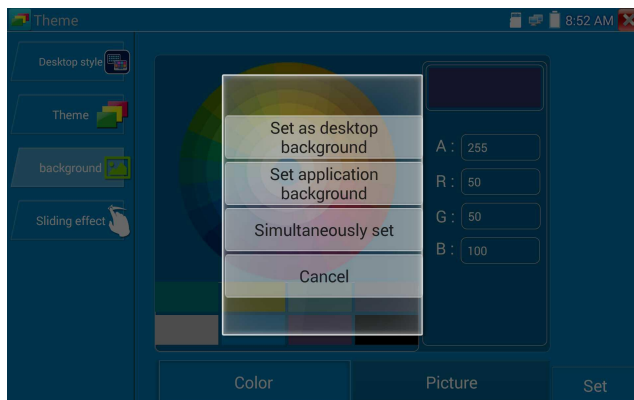 Theme
8:52 AM
Desktop style
Theme
background
Sliding effect
Set as desktop
background
Set application
background
Simultaneously set
Cancel
A : 255
R : 50
G : 50
B : 100
Color
Picture
Set